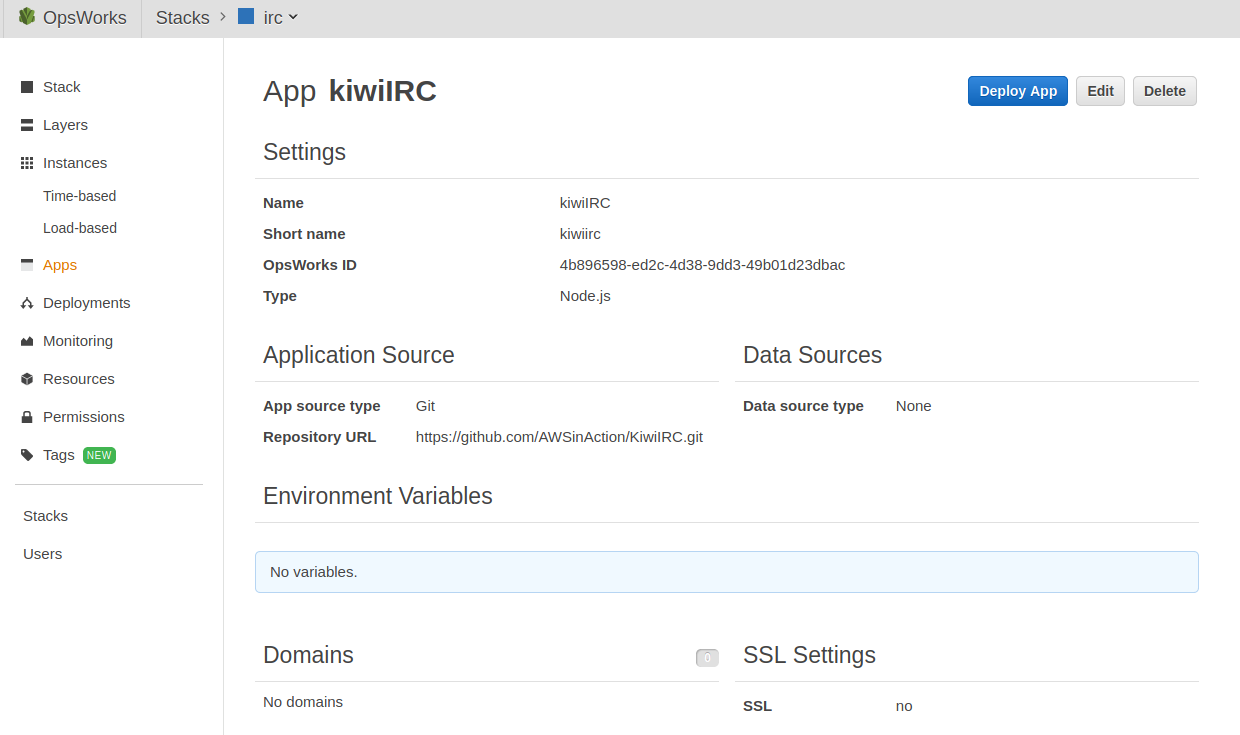 OpsWorks Stacks irc
Stack
Layers
Instances
Time-based
Load-based
Apps
Deployments
Monitoring
Resources
Permissions
Tags NEW
Stacks
Users
App kiwiIRC
Deploy App Edit Delete
Settings
Name kiwiIRC
Short name kiwiirc
OpsWorks ID 4b896598-ed2c-4d38-9dd3-49b01d23dbac
Type Node.js
Application Source
App source type Git
Repository URL https://github.com/AWSinAction/KiwiIRC.git
Data Sources
Data source type None
Environment Variables
No variables.
Domains 0
No domains
SSL Settings
SSL no